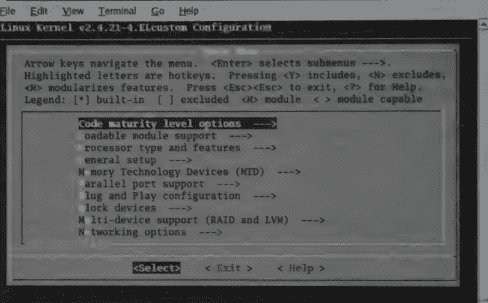 File Edit View Terminal Go Help
Linux Kernel v2.4.21-4.ELcustom Configuration
Arrow keys navigate the menu. <Enter> selects submenus --->.
Highlighted letters are hotkeys. Pressing <Y> includes, <N> excludes,
<M> modularizes features. Press <Esc><Esc> to exit, <?> for Help.
Legend: [*] built-in [ ] excluded <M> module < > module capable
Code maturity level options --->
oadable module support --->
rocessor type and features --->
eneral setup --->
M mory Technology Devices (MTD) --->
arallel port support --->
lug and Play configuration --->
lock devices --->
M lti-device support (RAID and LVM) --->
N tworking options --->
<Select> < Exit > < Help >